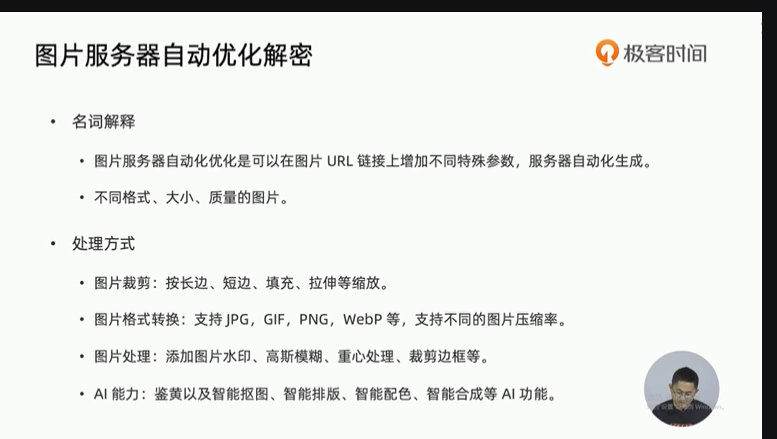 图片服务器自动优化解密
极客时间
• 名词解释
• 图片服务器自动化优化是可以在图片 URL 链接上增加不同特殊参数，服务器自动化生成。
• 不同格式、大小、质量的图片。
• 处理方式
• 图片裁剪：按长边、短边、填充、拉伸等缩放。
• 图片格式转换：支持 JPG，GIF，PNG，WebP 等，支持不同的图片压缩率。
• 图片处理：添加图片水印、高斯模糊、重心处理、裁剪边框等。
• AI 能力：鉴黄以及智能抠图、智能排版、智能配色、智能合成等 AI 功能。